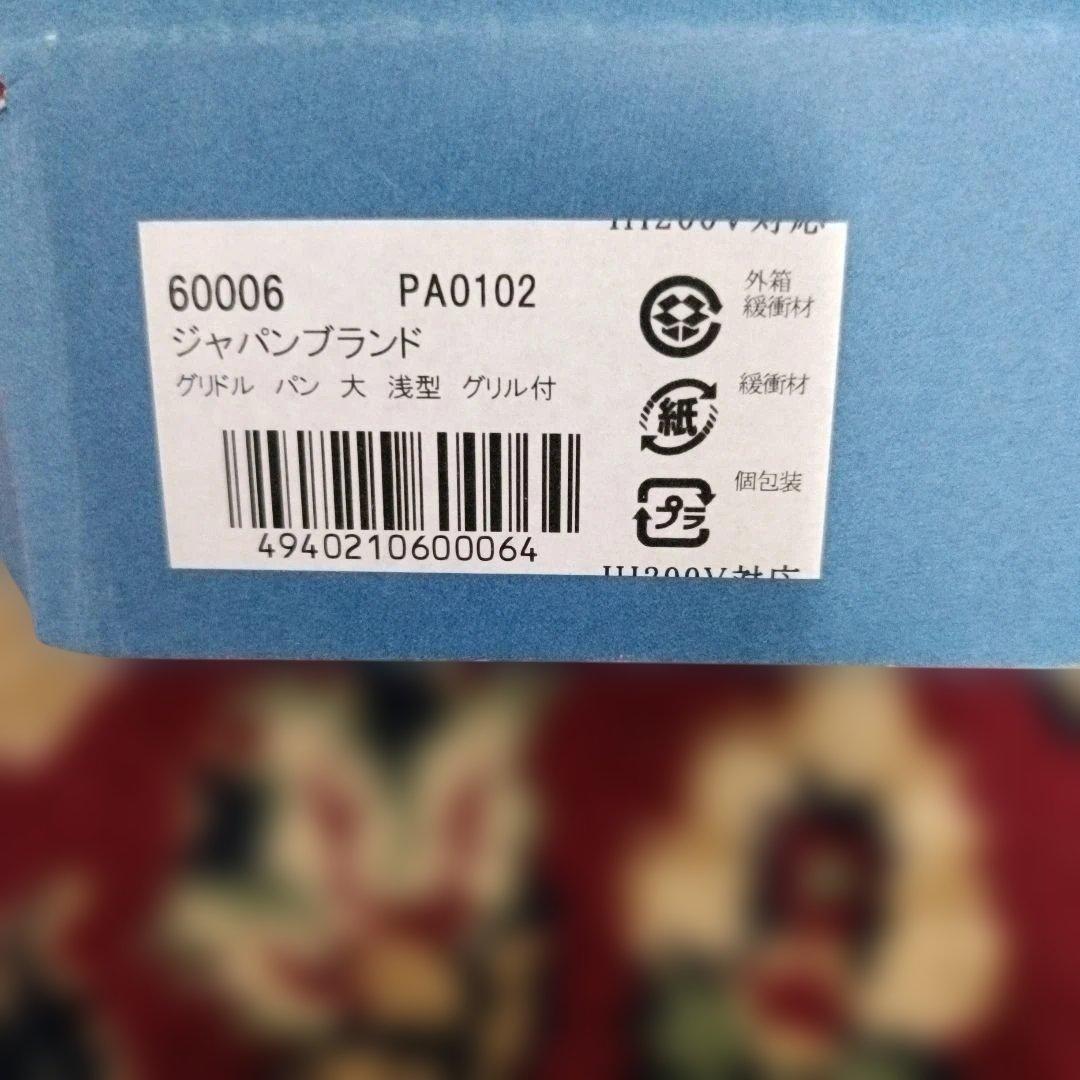 60006 PA0102
ジャパンブランド
グリドル パン 大 浅型 グリル付
4940210600064
外箱
緩衝材
紙
緩衝材
プラ
個包装